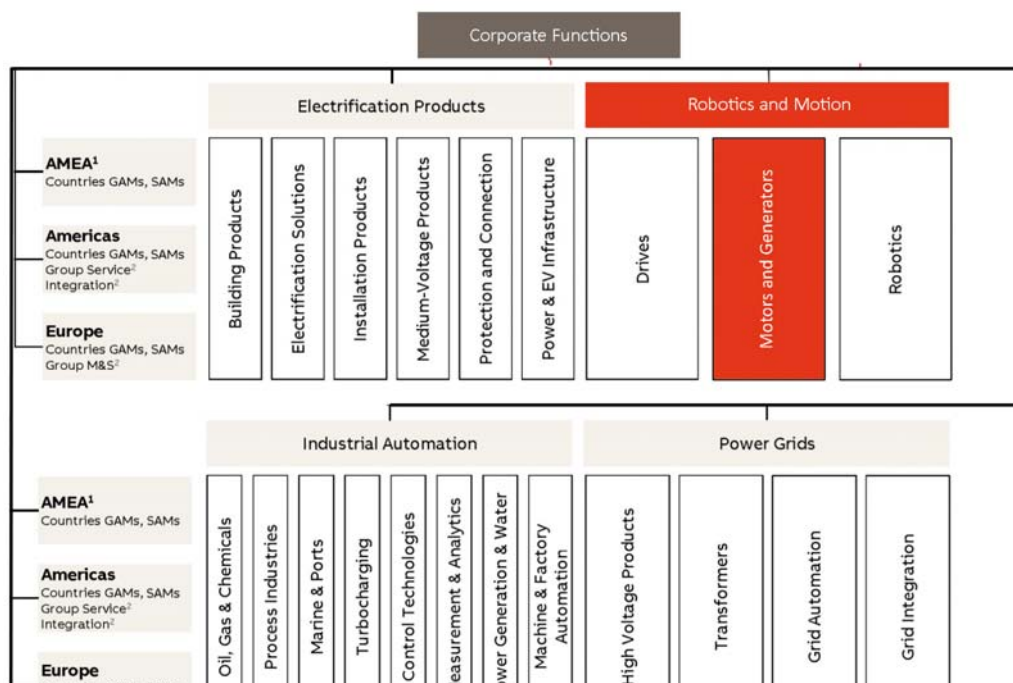 Corporate Functions
Electrification Products
Robotics and Motion
AMEA¹
Countries GAMs, SAMs
Americas
Countries GAMs, SAMs
Group Service²
Integration²
Europe
Countries GAMs, SAMs
Group M&S²
Building Products
Electrification Solutions
Installation Products
Medium-Voltage Products
Protection and Connection
Power & EV Infrastructure
Drives
Motors and Generators
Robotics
Industrial Automation
Power Grids
AMEA¹
Countries GAMs, SAMs
Americas
Countries GAMs, SAMs
Group Service²
Integration²
Europe
Oil, Gas & Chemicals
Process Industries
Marine & Ports
Turbocharging
Control Technologies
easurement & Analytics
ower Generation & Water
Machine & Factory
Automation
High Voltage Products
Transformers
Grid Automation
Grid Integration